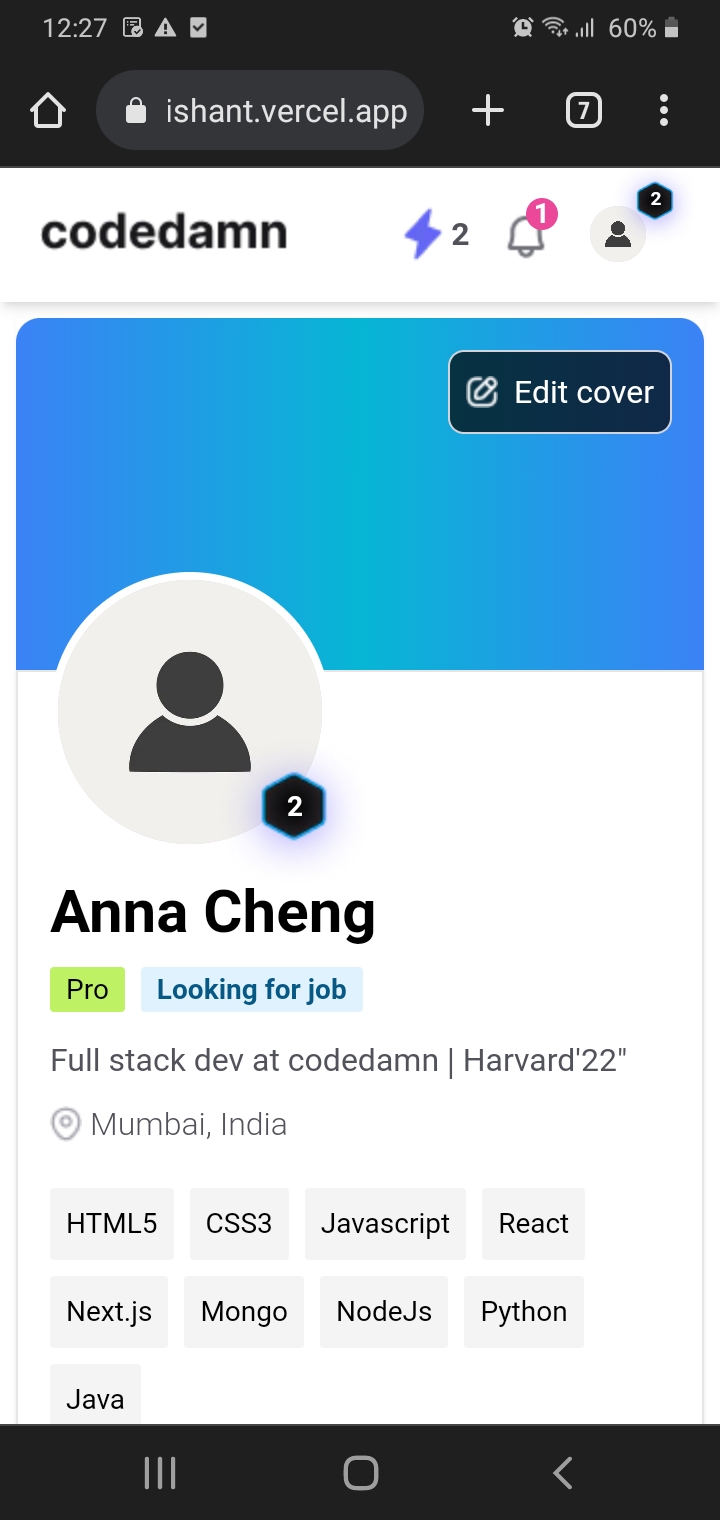 12:27 60%
ishant.vercel.app 7
codedamn 2 1 2
Edit cover
2
Anna Cheng
Pro Looking for job
Full stack dev at codedamn | Harvard'22"
Mumbai, India
HTML5 CSS3 Javascript React
Next.js Mongo NodeJs Python
Java